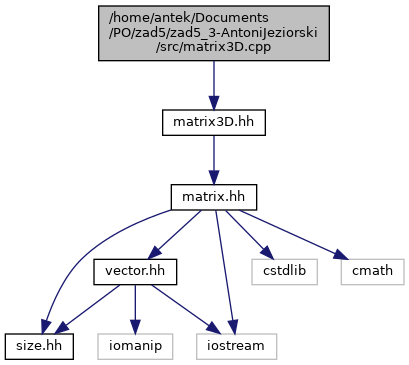 /home/antek/Documents
/PO/zad5/zad5_3-AntoniJeziorski
/src/matrix3D.cpp
matrix3D.hh
matrix.hh
vector.hh
cstdlib
cmath
size.hh
iomanip
iostream